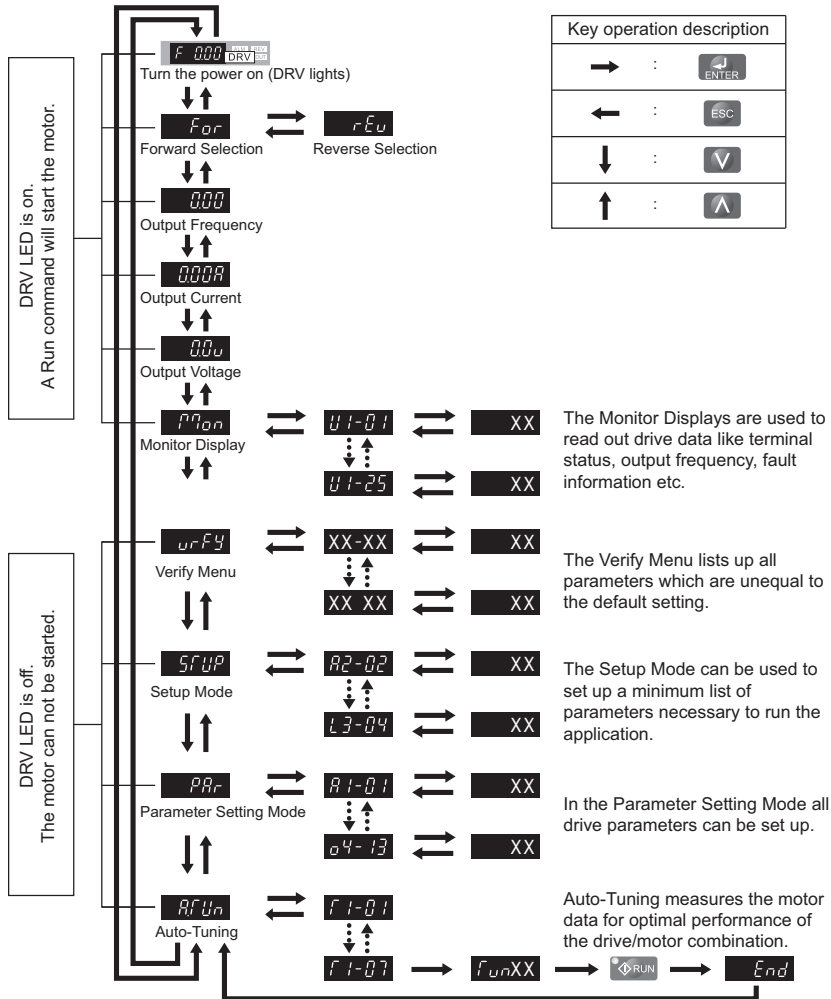 Key operation description
: ENTER
: ESC
: V
: Λ
DRV LED is on.
A Run command will start the motor.
F 0.00 ALM REV DRV OUT
Turn the power on (DRV lights)
For rEv
Forward Selection Reverse Selection
0.00
Output Frequency
0.00A
Output Current
0.0v
Output Voltage
Mon U1-01 XX
Monitor Display
U1-25 XX
The Monitor Displays are used to
read out drive data like terminal
status, output frequency, fault
information etc.
DRV LED is off.
The motor can not be started.
vrFY XX-XX XX
Verify Menu
XX XX XX
The Verify Menu lists up all
parameters which are unequal to
the default setting.
STUP A2-02 XX
Setup Mode
L3-04 XX
The Setup Mode can be used to
set up a minimum list of
parameters necessary to run the
application.
PAr A1-01 XX
Parameter Setting Mode
o4-13 XX
In the Parameter Setting Mode all
drive parameters can be set up.
A.TUn T1-01
Auto-Tuning
T1-07 TunXX RUN End
Auto-Tuning measures the motor
data for optimal performance of
the drive/motor combination.